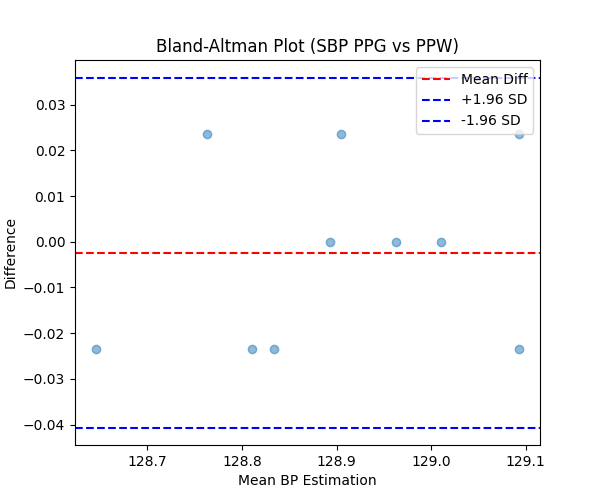 Bland-Altman Plot (SBP PPG vs PPW)
Mean Diff
+1.96 SD
-1.96 SD
Difference
0.03
0.02
0.01
0.00
−0.01
−0.02
−0.03
−0.04
128.7 128.8 128.9 129.0 129.1
Mean BP Estimation